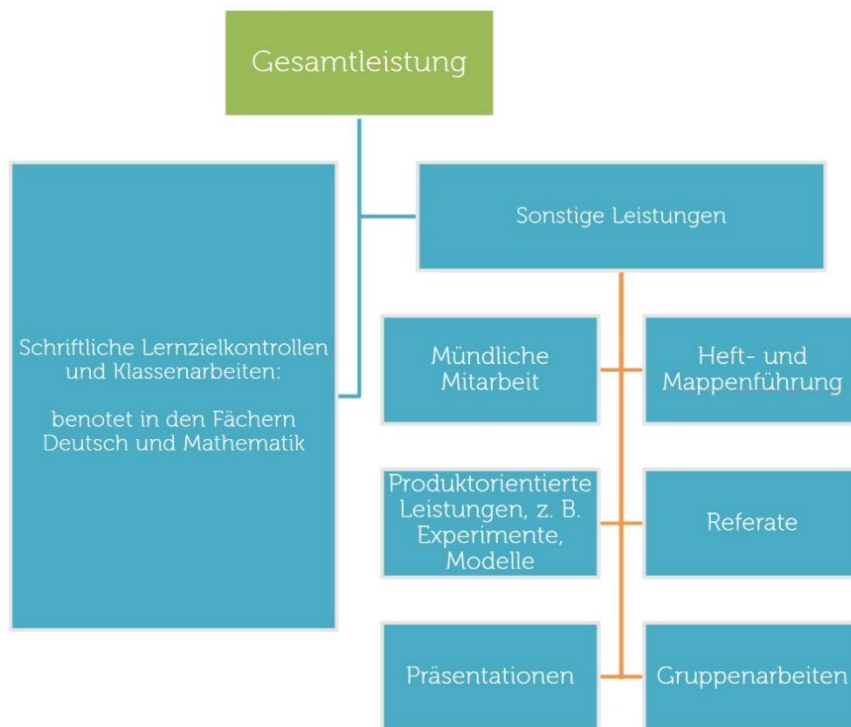 Gesamtleistung
Schriftliche Lernzielkontrollen
und Klassenarbeiten:
benotet in den Fächern
Deutsch und Mathematik
Sonstige Leistungen
Mündliche
Mitarbeit
Heft- und
Mappenführung
Produktorientierte
Leistungen, z. B.
Experimente,
Modelle
Referate
Präsentationen
Gruppenarbeiten